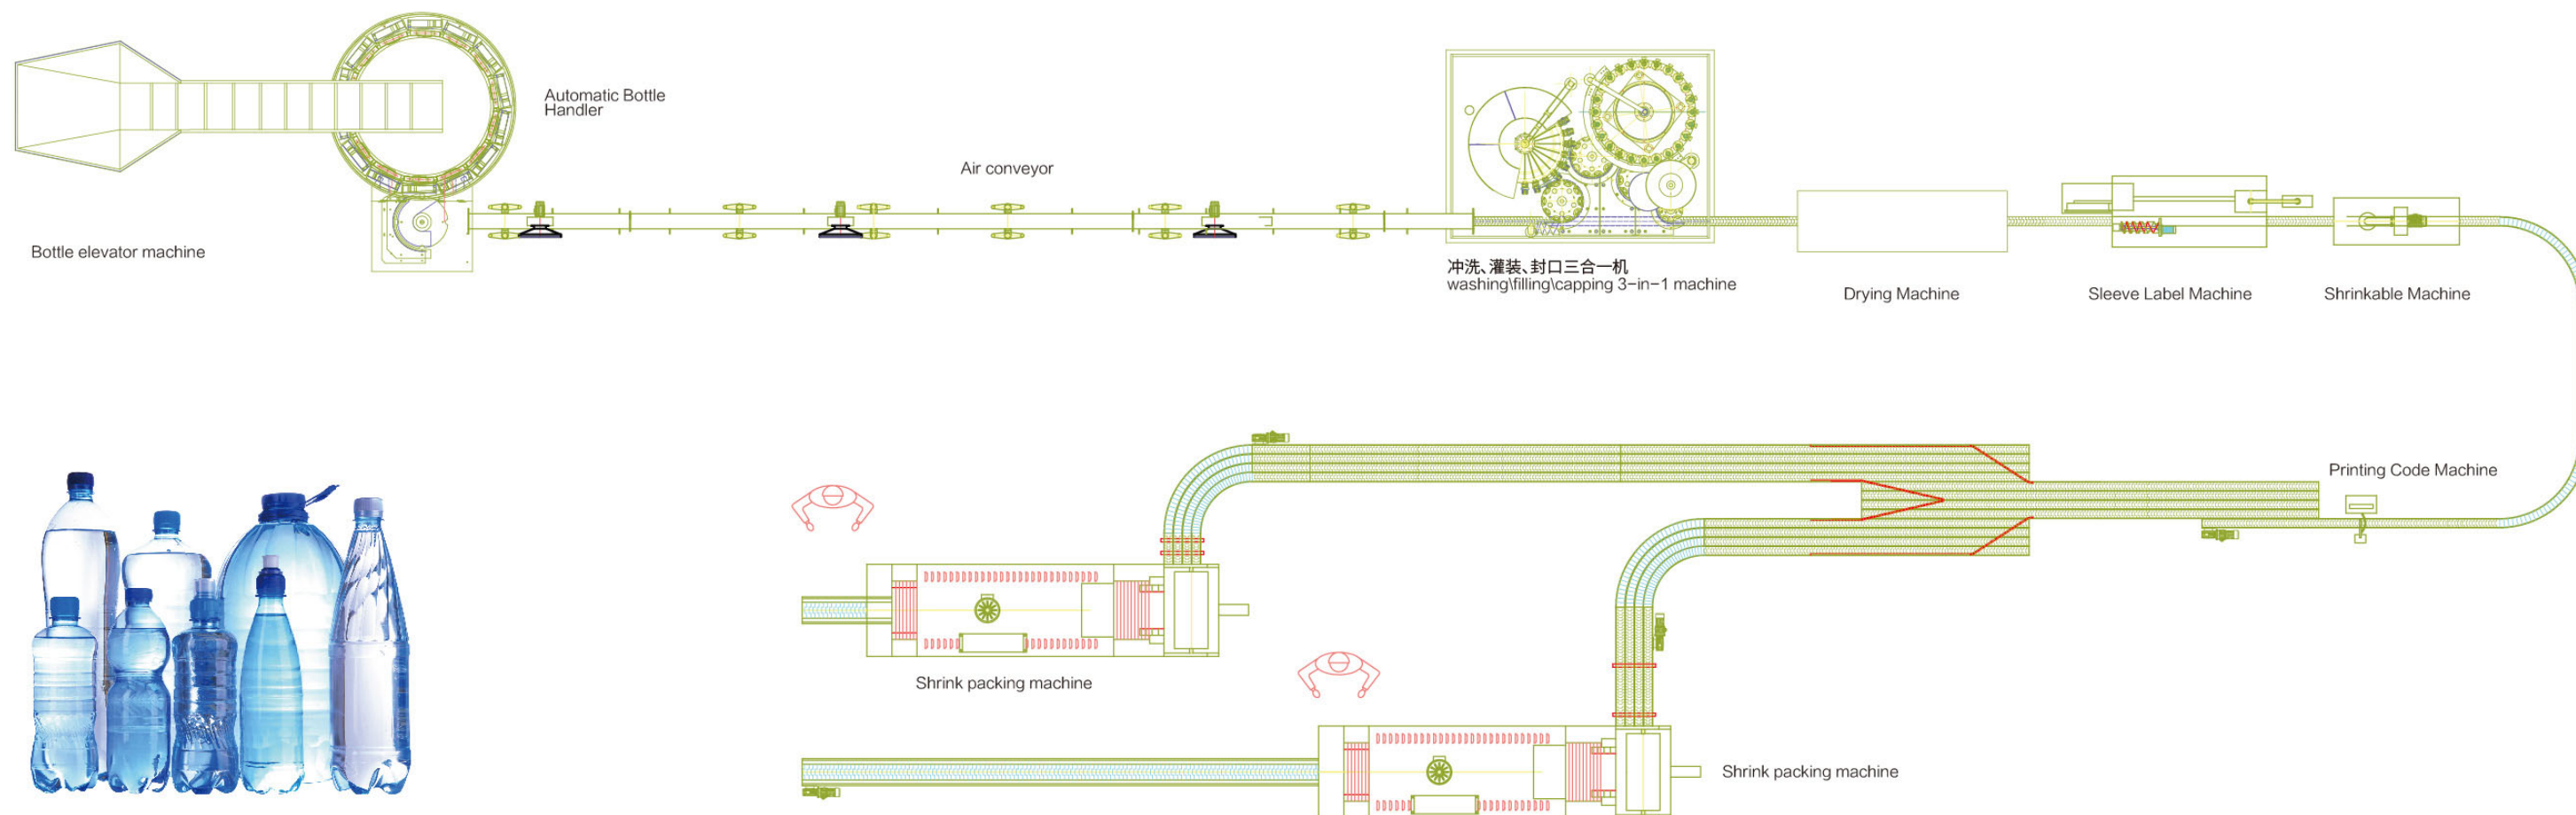 Automatic Bottle
Handler
Air conveyor
Bottle elevator machine
冲洗、灌装、封口三合一机
washing\filling\capping 3-in-1 machine
Drying Machine
Sleeve Label Machine
Shrinkable Machine
Printing Code Machine
Shrink packing machine
Shrink packing machine